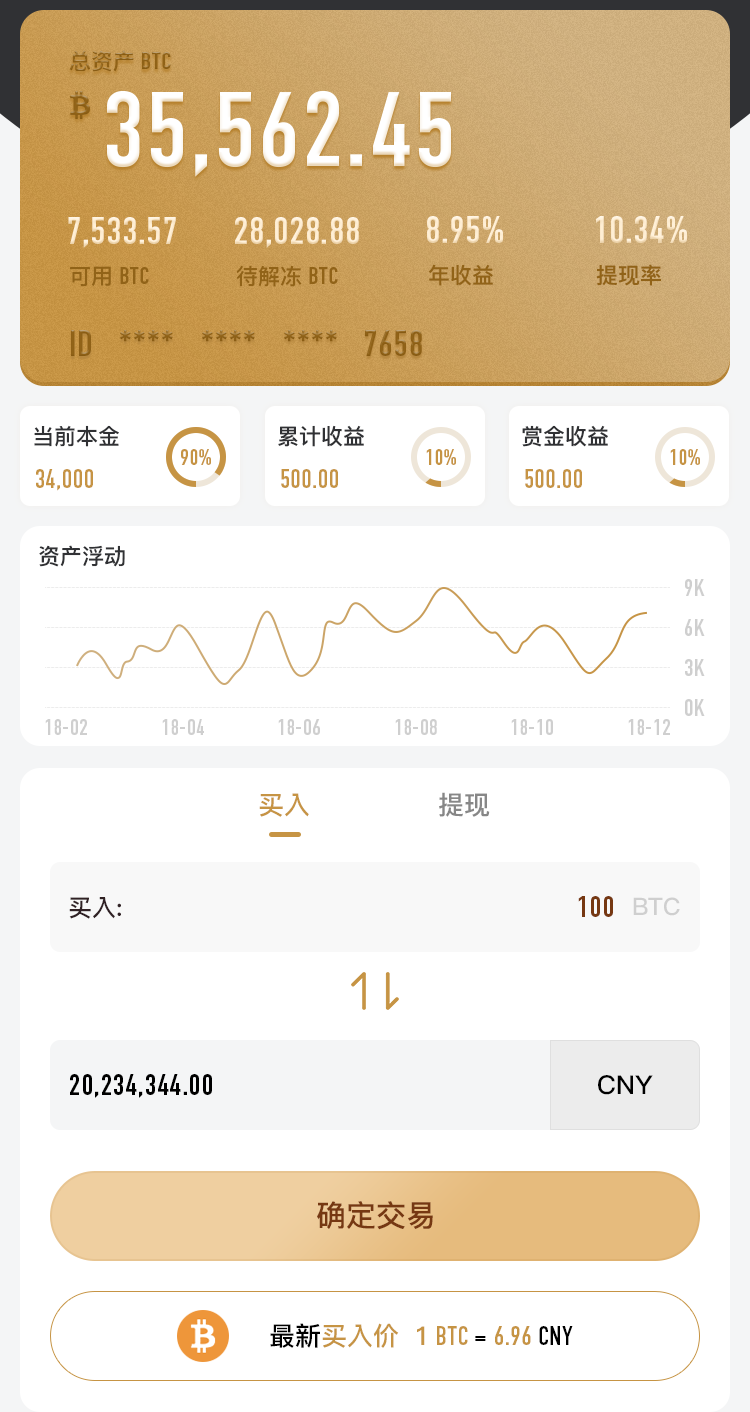 总资产 BTC
35,562.45
7,533.57 28,028.88 8.95% 10.34%
可用 BTC 待解冻 BTC 年收益 提现率
ID **** **** **** 7658
当前本金 累计收益 赏金收益
90% 10% 10%
34,000 500.00 500.00
资产浮动
9K
6K
3K
0K
18-02 18-04 18-06 18-08 18-10 18-12
买入 提现
买入: 100 BTC
20,234,344.00 CNY
确定交易
最新买入价 1 BTC = 6.96 CNY